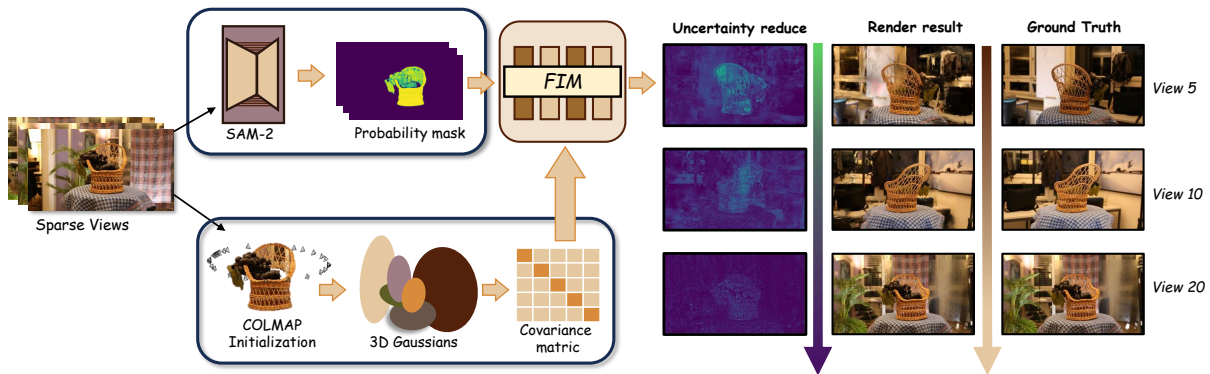 Sparse Views
SAM-2
Probability mask
COLMAP
Initialization
3D Gaussians
Covariance
matric
FIM
Uncertainty reduce
Render result
Ground Truth
View 5
View 10
View 20